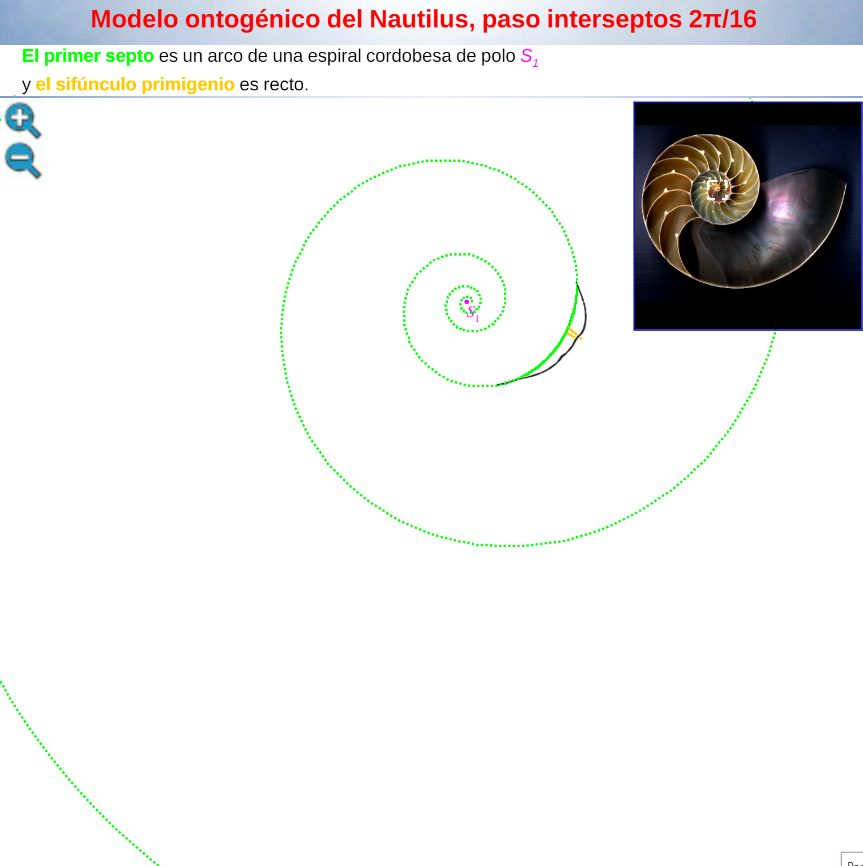 Modelo ontogénico del Nautilus, paso interseptos 2π/16
El primer septo es un arco de una espiral cordobesa de polo S1
y el sifúnculo primigenio es recto.
S1